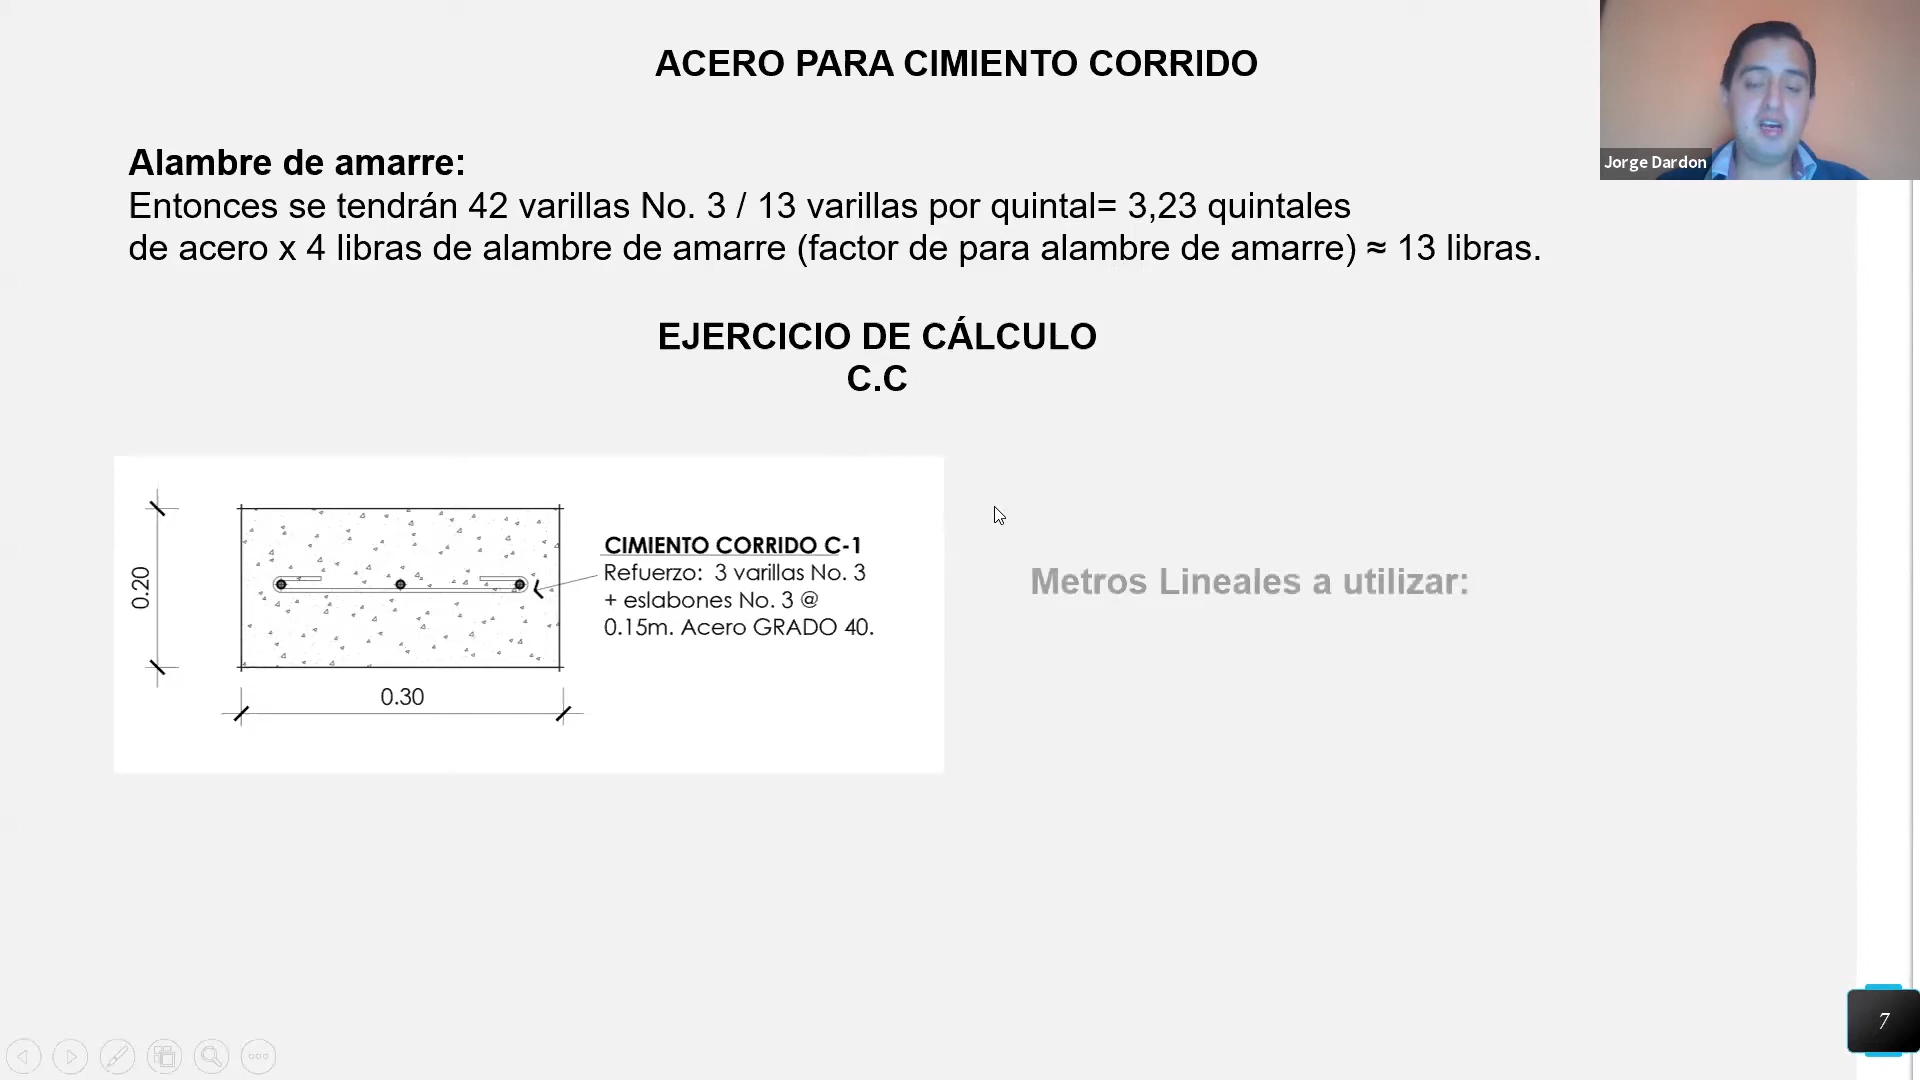 ACERO PARA CIMIENTO CORRIDO
Jorge Dardon
Alambre de amarre:
Entonces se tendrán 42 varillas No. 3 / 13 varillas por quintal= 3,23 quintales
de acero x 4 libras de alambre de amarre (factor de para alambre de amarre) ≈ 13 libras.
EJERCICIO DE CÁLCULO
C.C
0.20
0.30
CIMIENTO CORRIDO C-1
Refuerzo: 3 varillas No. 3
+ eslabones No. 3 @
0.15m. Acero GRADO 40.
Metros Lineales a utilizar:
7